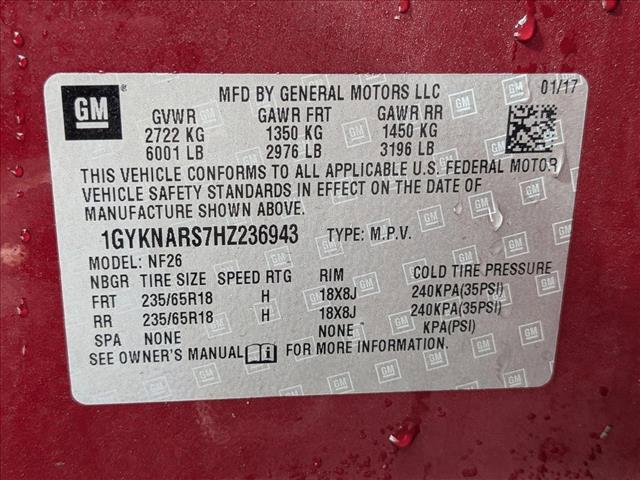 GM
MFD BY GENERAL MOTORS LLC 01/17
GVWR GAWR FRT GAWR RR
2722 KG 1350 KG 1450 KG
6001 LB 2976 LB 3196 LB
THIS VEHICLE CONFORMS TO ALL APPLICABLE U.S. FEDERAL MOTOR
VEHICLE SAFETY STANDARDS IN EFFECT ON THE DATE OF
MANUFACTURE SHOWN ABOVE.
1GYKNARS7HZ236943 TYPE: M.P.V.
MODEL: NF26
NBGR TIRE SIZE SPEED RTG RIM COLD TIRE PRESSURE
FRT 235/65R18 H 18X8J 240KPA(35PSI)
RR 235/65R18 H 18X8J 240KPA(35PSI)
SPA NONE NONE KPA(PSI)
SEE OWNER'S MANUAL FOR MORE INFORMATION.